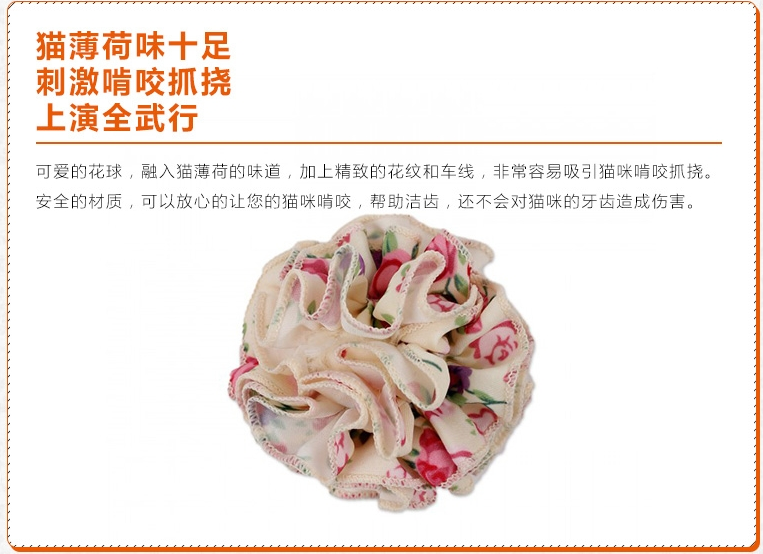 猫薄荷味十足
刺激啃咬抓挠
上演全武行
可爱的花球，融入猫薄荷的味道，加上精致的花纹和车线，非常容易吸引猫咪啃咬抓挠。
安全的材质，可以放心的让您的猫咪啃咬，帮助洁齿，还不会对猫咪的牙齿造成伤害。